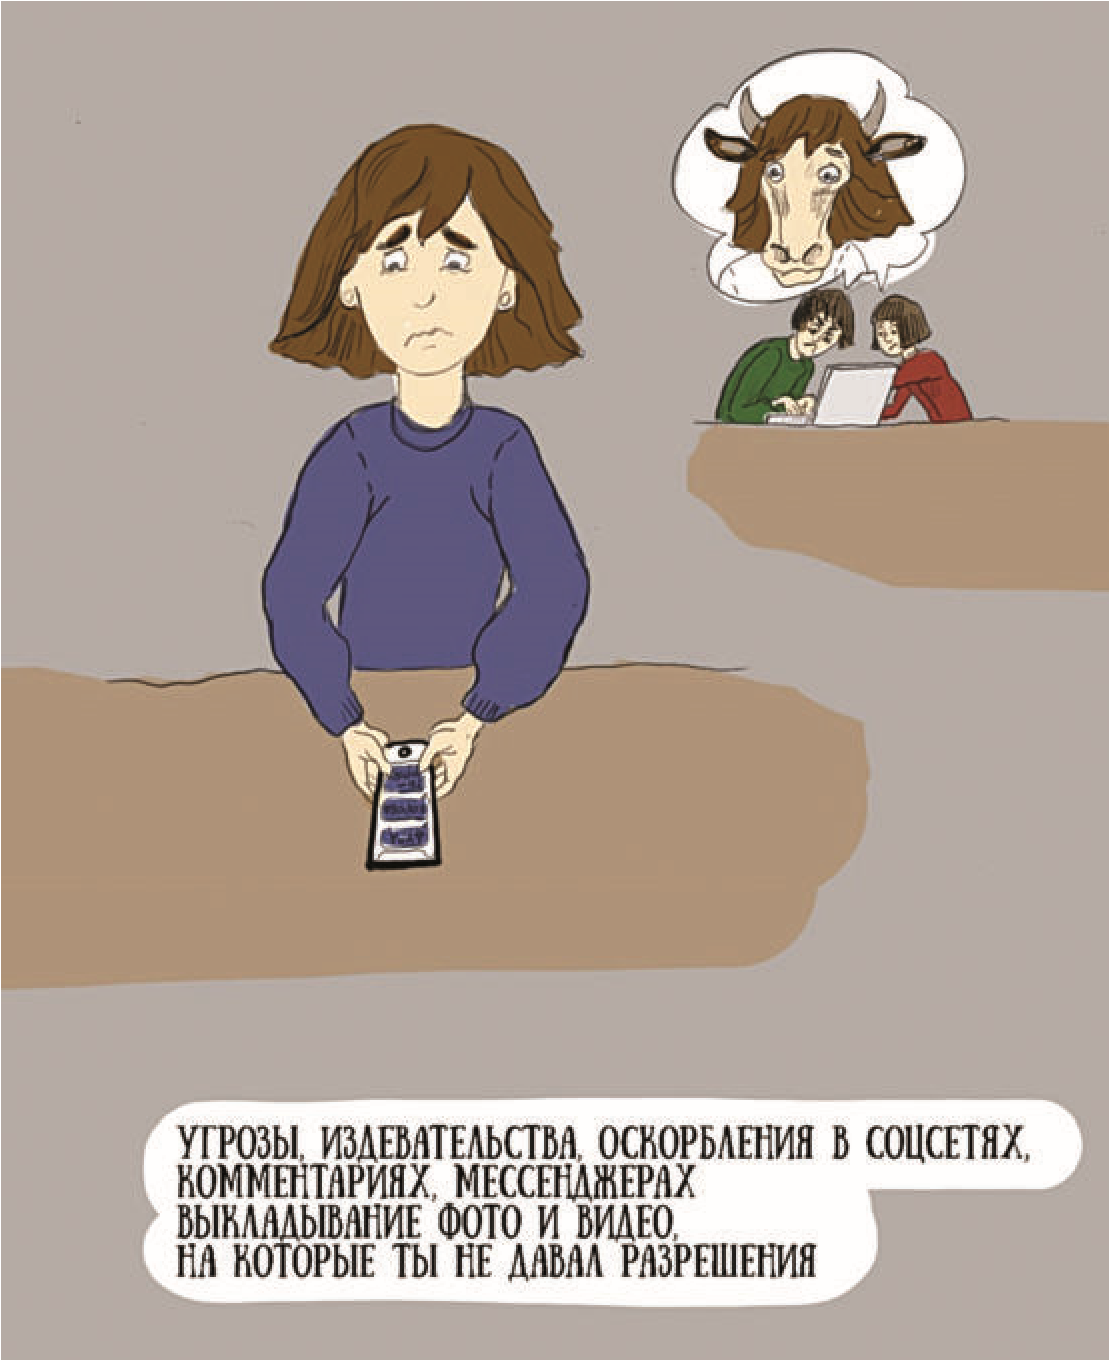 УГРОЗЫ, ИЗДЕВАТЕЛЬСТВА, ОСКОРБЛЕНИЯ В СОЦСЕТЯХ,
КОММЕНТАРИЯХ, МЕССЕНДЖЕРАХ
ВЫКЛАДЫВАНИЕ ФОТО И ВИДЕО,
НА КОТОРЫЕ ТЫ НЕ ДАВАЛ РАЗРЕШЕНИЯ